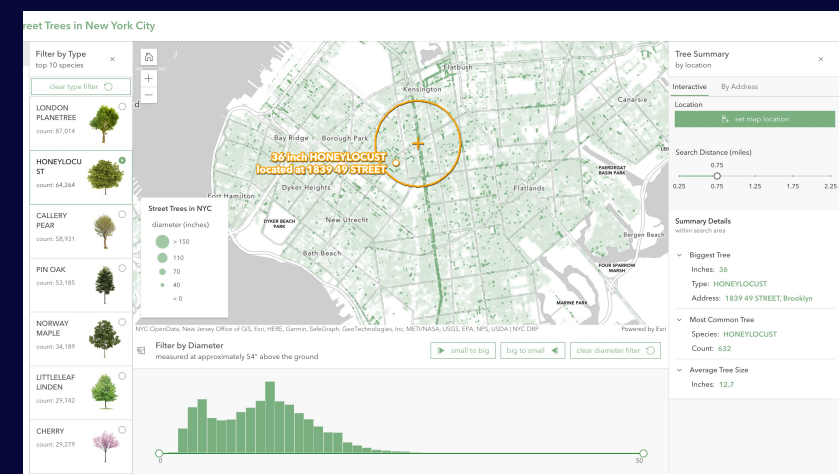 reet Trees in New York City
Filter by Type
top 10 species
×
clear type filter
LONDON
PLANETREE
count: 87,014
HONEYLOCU
ST
count: 64,264
CALLERY
PEAR
count: 58,931
PIN OAK
count: 53,185
NORWAY
MAPLE
count: 34,189
LITTLELEAF
LINDEN
count: 29,742
CHERRY
count: 29,279
+
−
d
Flatbush
Kensington
Canarsie
Bay Ridge
Borough Park
36 inch HONEYLOCUST
located at 1839 49 STREET
PAERDEGAT
BASIN PARK
Fort Hamilton
Dyker Heights
Flatlands
Street Trees in NYC
diameter (inches)
> 150
110
70
40
< 0
DYKER BEACH
PARK
New Utrecht
Bergen Beach
Bath Beach
FOUR SPARROW
MARSH
MARINE PARK
NYC OpenData, New Jersey Office of GIS, Esri, HERE, Garmin, SafeGraph, GeoTechnologies, Inc, METI/NASA, USGS, EPA, NPS, USDA | NYC DRP
Powered by Esri
Filter by Diameter
measured at approximately 54" above the ground
small to big
big to small
clear diameter filter
0
50
Tree Summary
by location
×
Interactive
By Address
Location
set map location
Search Distance (miles)
0.75
0.25 0.75 1.25 1.75 2.25
Summary Details
within search area
Biggest Tree
Inches: 36
Type: HONEYLOCUST
Address: 1839 49 STREET, Brooklyn
Most Common Tree
Species: HONEYLOCUST
Count: 632
Average Tree Size
Inches: 12.7